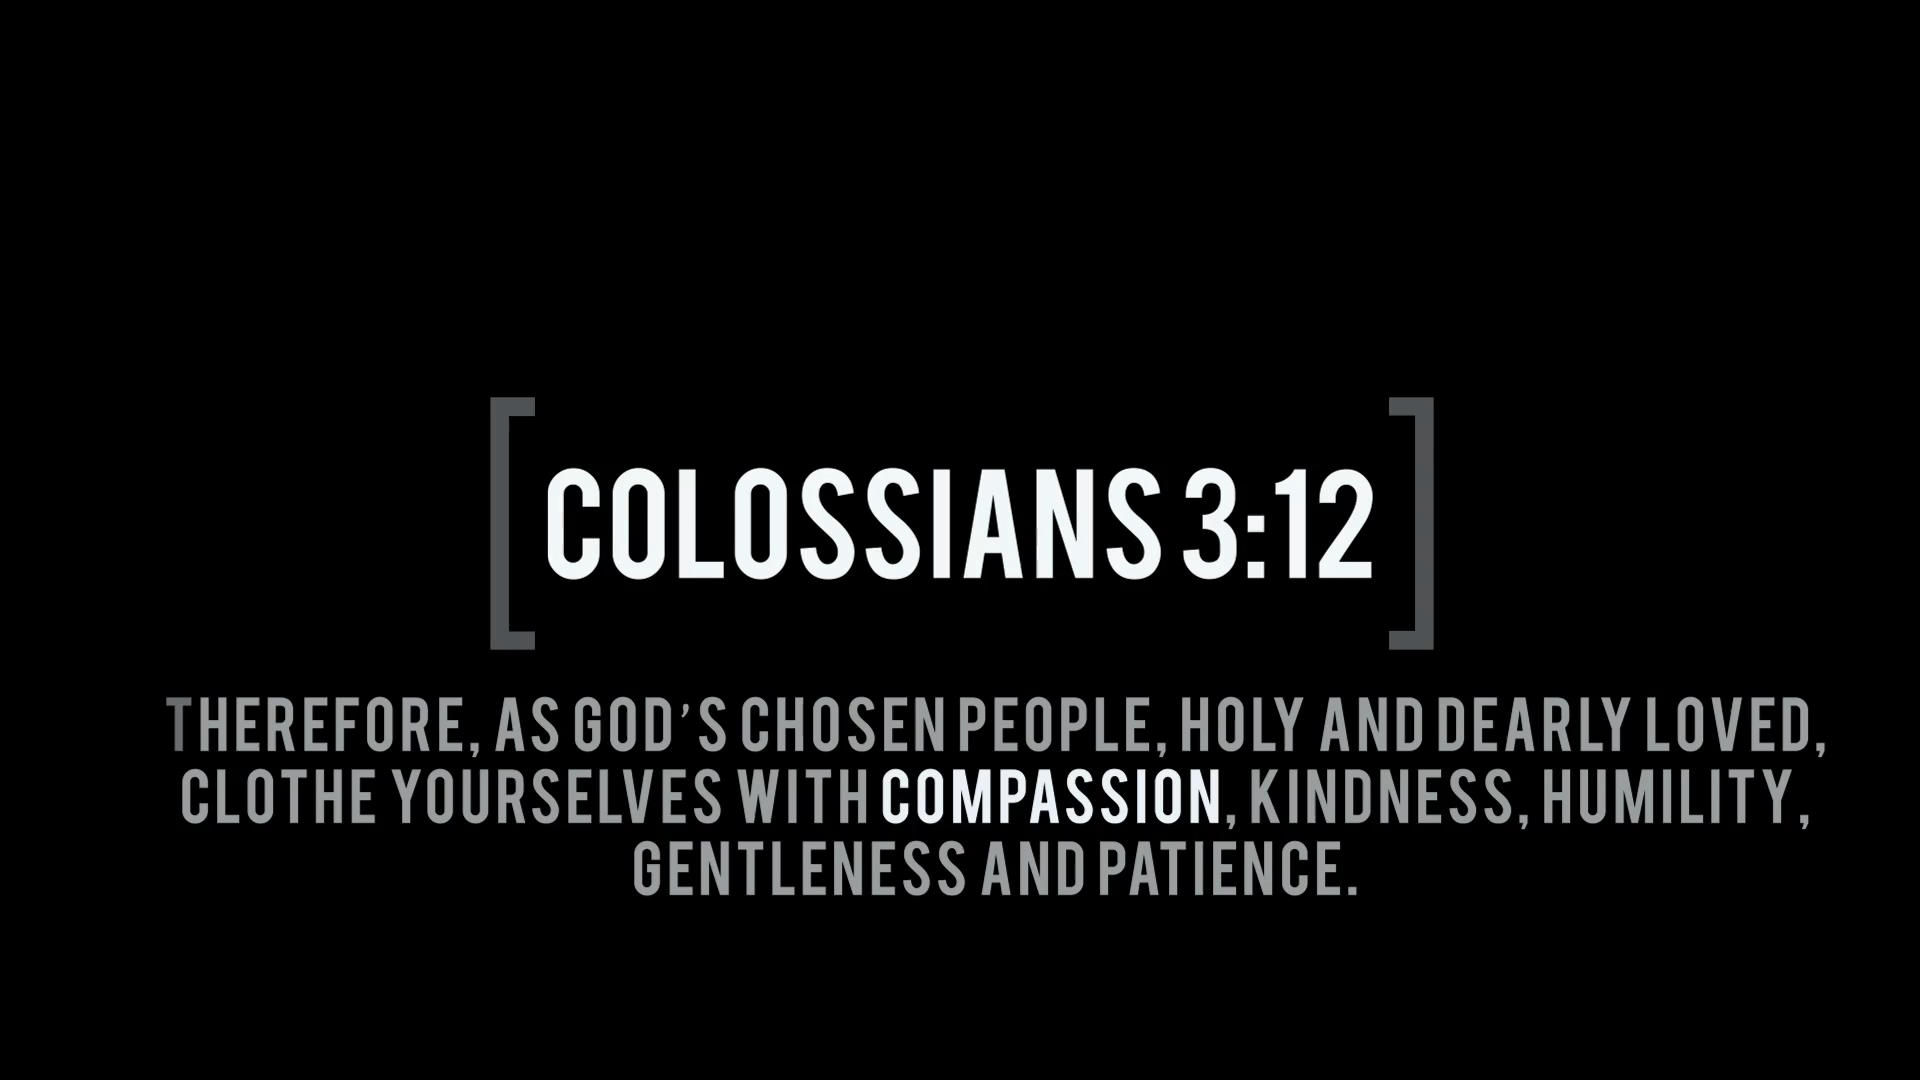 [COLOSSIANS 3:12]
THEREFORE, AS GOD'S CHOSEN PEOPLE, HOLY AND DEARLY LOVED,
CLOTHE YOURSELVES WITH COMPASSION, KINDNESS, HUMILITY,
GENTLENESS AND PATIENCE.